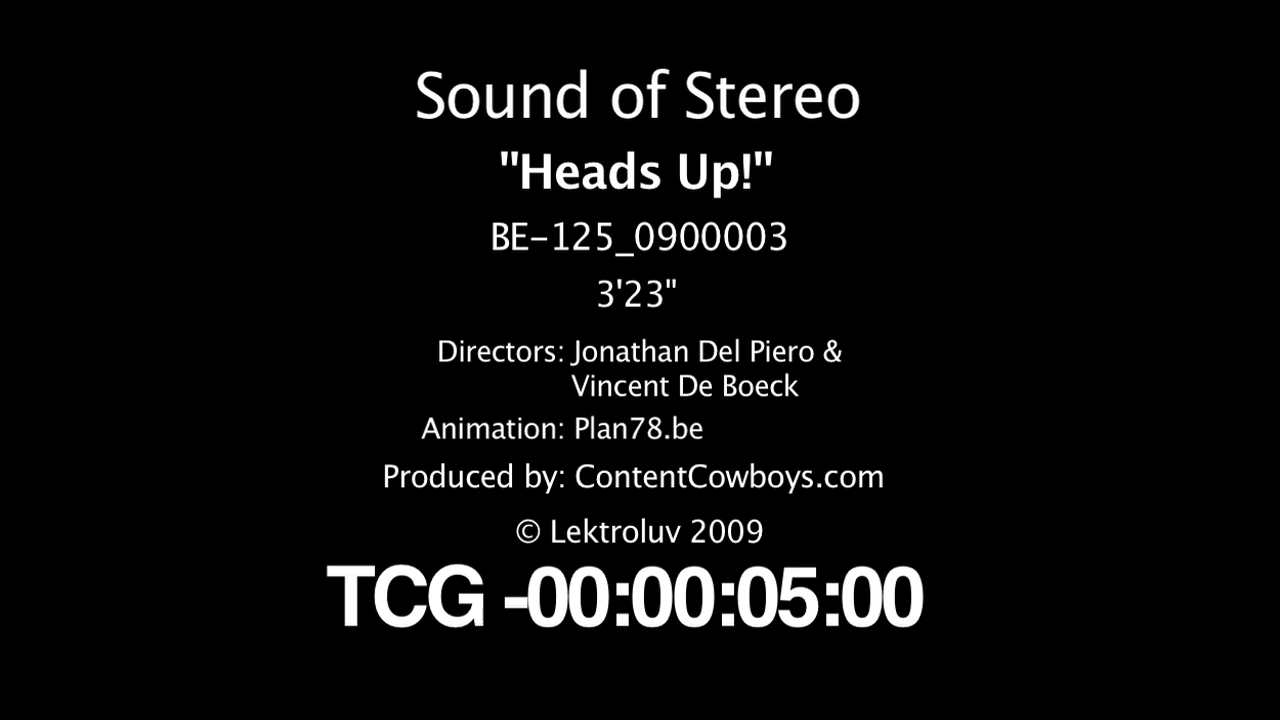 Sound of Stereo
"Heads Up!"
BE-125_0900003
3'23"
Directors: Jonathan Del Piero &
Vincent De Boeck
Animation: Plan78.be
Produced by: ContentCowboys.com
© Lektroluv 2009
TCG -00:00:05:00